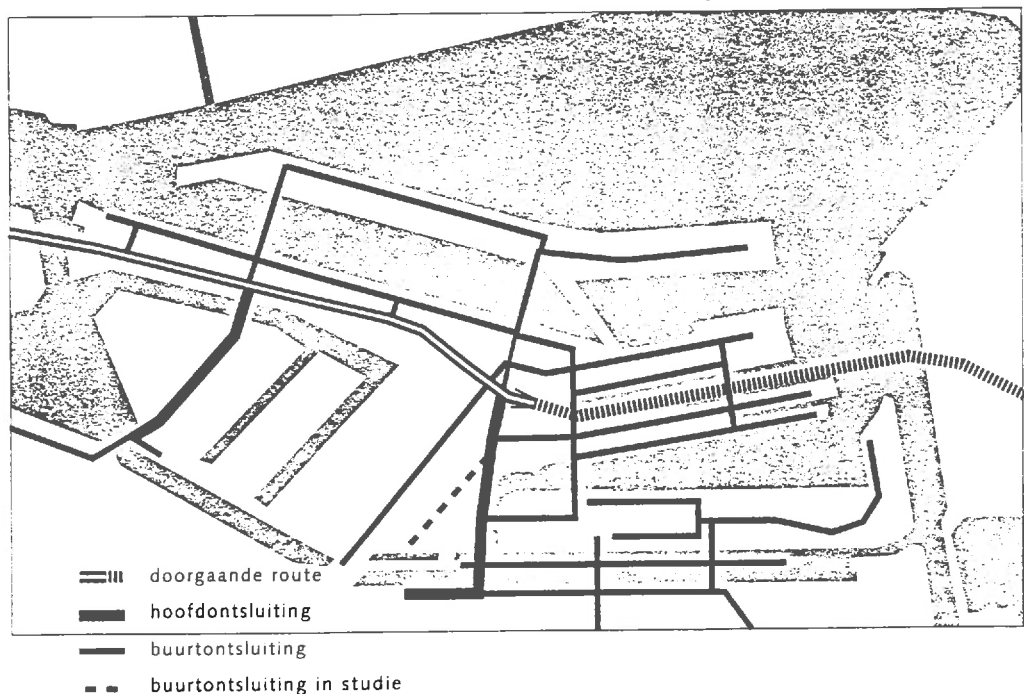 doorgaande route
hoofdontsluiting
buurtontsluiting
buurtontsluiting in studie